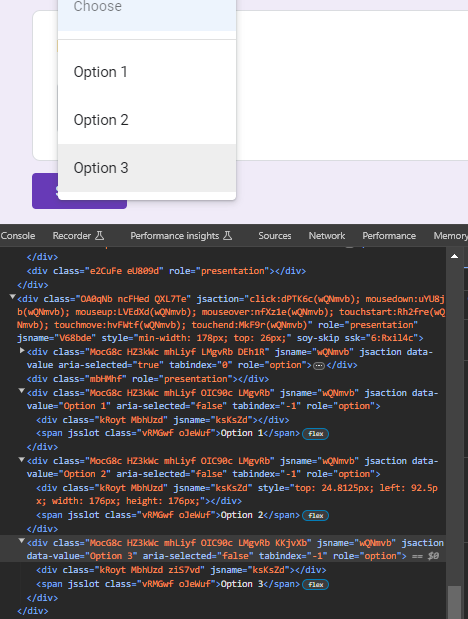 Choose
Option 1
Option 2
Option 3
Console Recorder Performance insights Sources Network Performance Memory
</div>
<div class="e2CuFe eU809d" role="presentation"></div>
<div class="OA0qNb ncFHed QXL7Te" jsaction="click:dPTK6c(wQNmvb); mousedown:uYU8j
b(wQNmvb); mouseup:LVEdXd(wQNmvb); mouseover:nfXz1e(wQNmvb); touchstart:Rh2fre(wQN
mvb); touchmove:hvFWtf(wQNmvb); touchend:MkF9r(wQNmvb)" role="presentation"
jsname="V68bde" style="min-width: 178px; top: 26px;" soy-skip ssk="6:Rxil4c">
<div class="MocG8c HZ3kWc mhLiyf LMgvRb DEh1R" jsname="wQNmvb" jsaction data-
value aria-selected="true" tabindex="0" role="option"></div>
<div class="mbHMhf" role="presentation"></div>
<div class="MocG8c HZ3kWc mhLiyf OIC90c LMgvRb" jsname="wQNmvb" jsaction data-
value="Option 1" aria-selected="false" tabindex="-1" role="option">
<div class="kRoyt MbhUzd" jsname="ksKsZd"></div>
<span jsslot class="vRMGwf oJeWuf">Option 1</span> flex
</div>
<div class="MocG8c HZ3kWc mhLiyf OIC90c LMgvRb" jsname="wQNmvb" jsaction data-
value="Option 2" aria-selected="false" tabindex="-1" role="option">
<div class="kRoyt MbhUzd" jsname="ksKsZd" style="top: 24.8125px; left: 92.5p
x; width: 176px; height: 176px;"></div>
<span jsslot class="vRMGwf oJeWuf">Option 2</span> flex
</div>
<div class="MocG8c HZ3kWc mhLiyf OIC90c LMgvRb KKjvXb" jsname="wQNmvb" jsaction
data-value="Option 3" aria-selected="false" tabindex="-1" role="option"> == $0
<div class="kRoyt MbhUzd ziS7vd" jsname="ksKsZd"></div>
<span jsslot class="vRMGwf oJeWuf">Option 3</span> flex
</div>
</div>